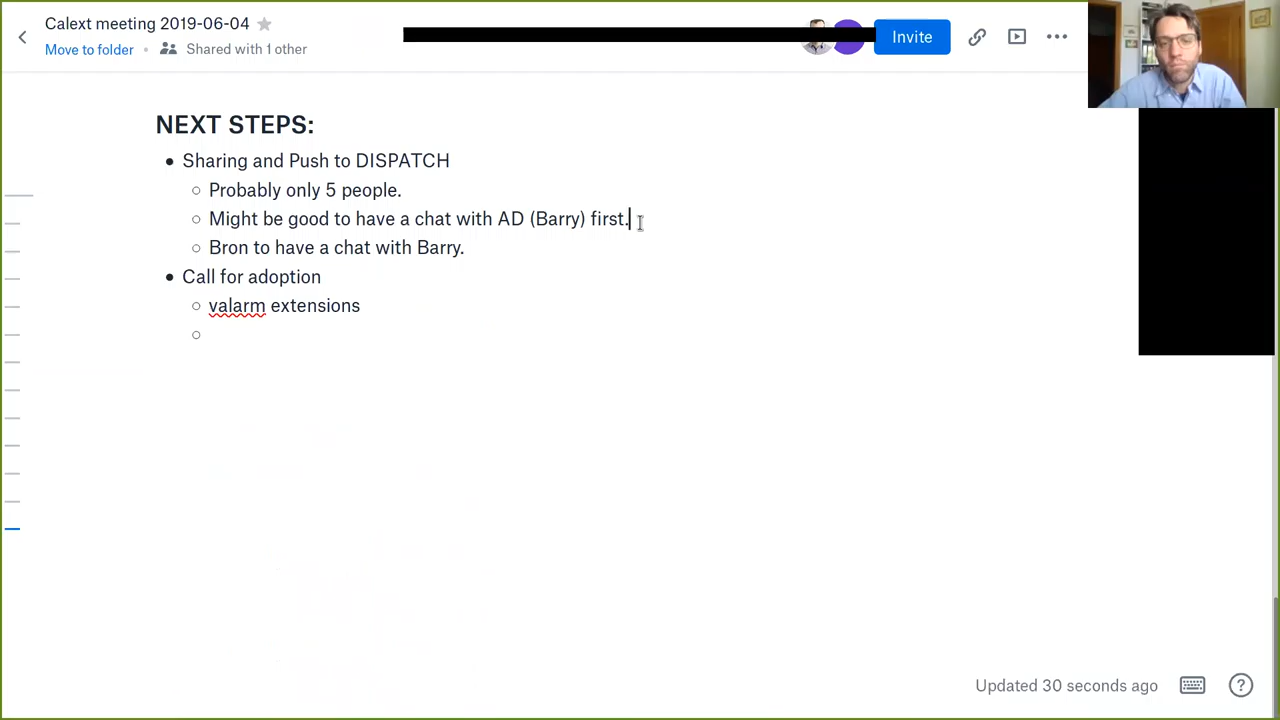 Calext meeting 2019-06-04
Move to folder • Shared with 1 other
Invite
NEXT STEPS:
• Sharing and Push to DISPATCH
○ Probably only 5 people.
○ Might be good to have a chat with AD (Barry) first.
○ Bron to have a chat with Barry.
• Call for adoption
○ valarm extensions
○
Updated 30 seconds ago
?